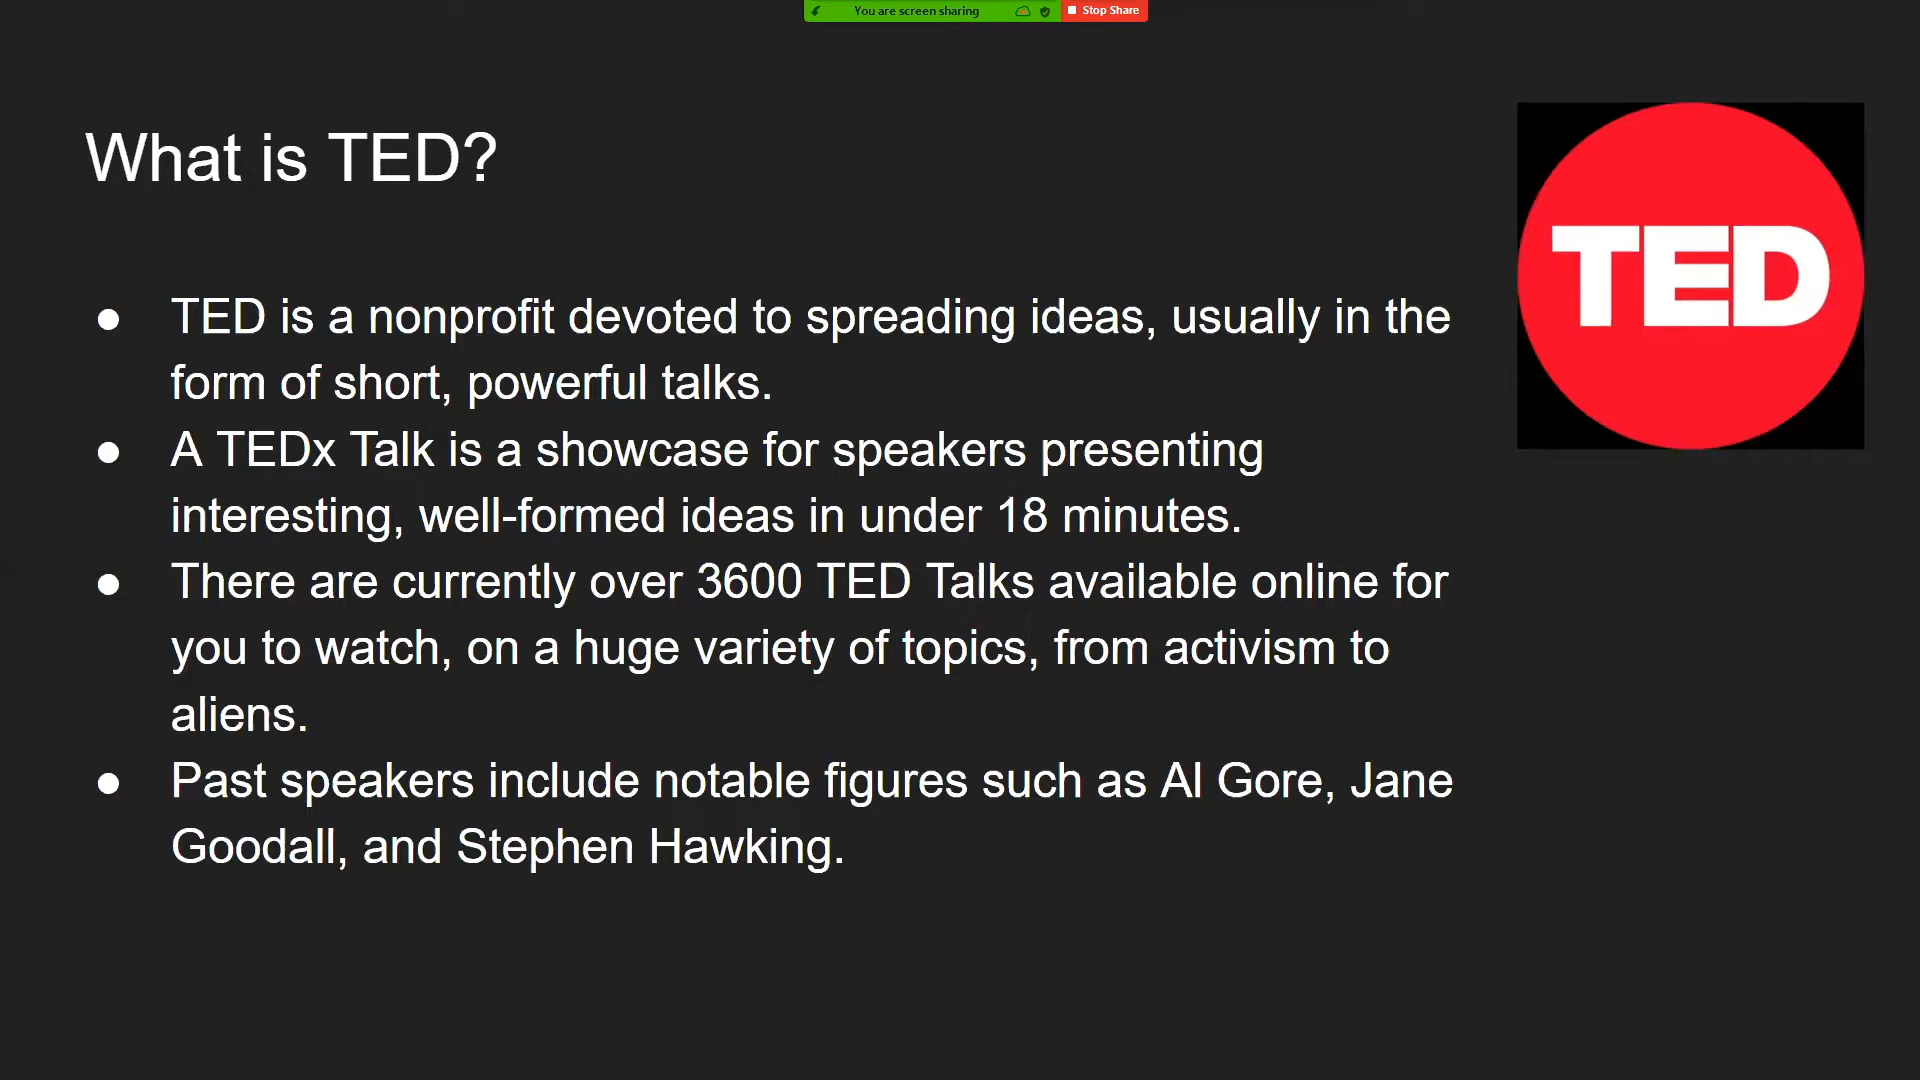 You are screen sharing
Stop Share
What is TED?
TED
● TED is a nonprofit devoted to spreading ideas, usually in the
form of short, powerful talks.
● A TEDx Talk is a showcase for speakers presenting
interesting, well-formed ideas in under 18 minutes.
● There are currently over 3600 TED Talks available online for
you to watch, on a huge variety of topics, from activism to
aliens.
● Past speakers include notable figures such as Al Gore, Jane
Goodall, and Stephen Hawking.